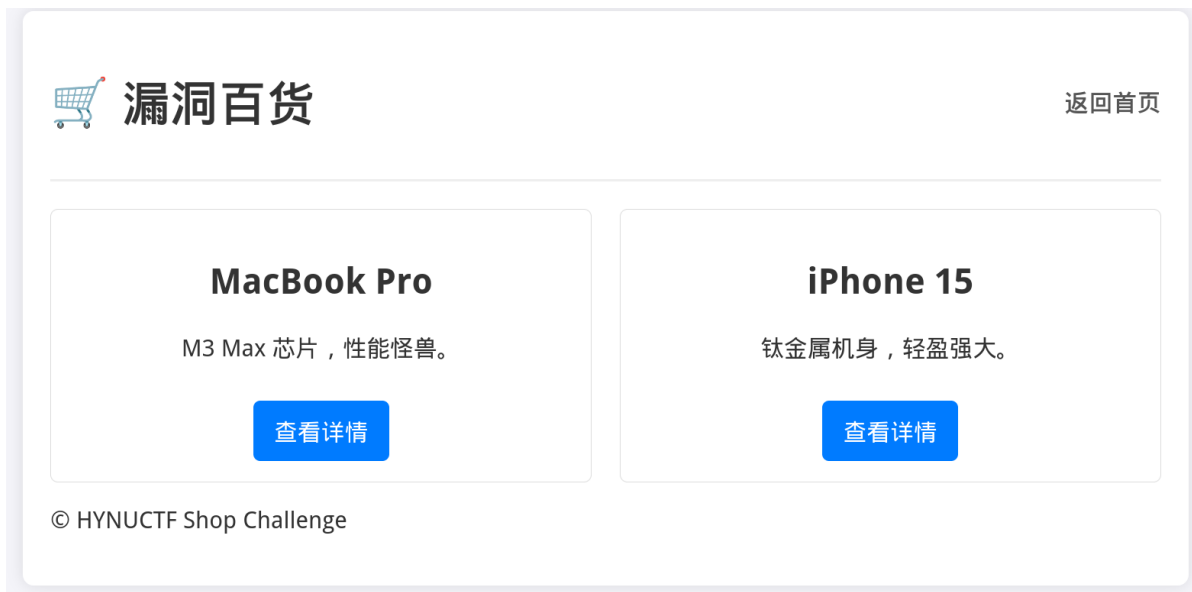 漏洞百货
返回首页
MacBook Pro
M3 Max 芯片，性能怪兽。
查看详情
iPhone 15
钛金属机身，轻盈强大。
查看详情
© HYNUCTF Shop Challenge